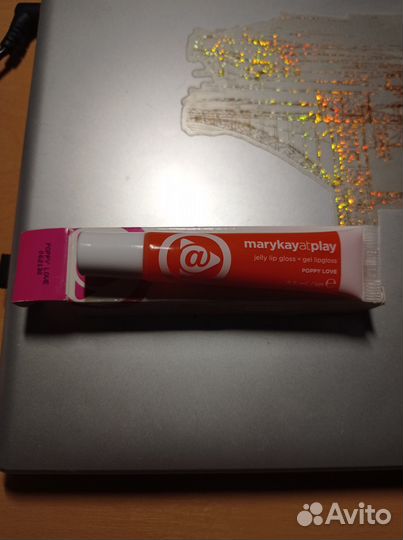 POPPY LOVE
@
marykayatplay
jelly lip gloss • gel lipgloss
POPPY LOVE
Avito